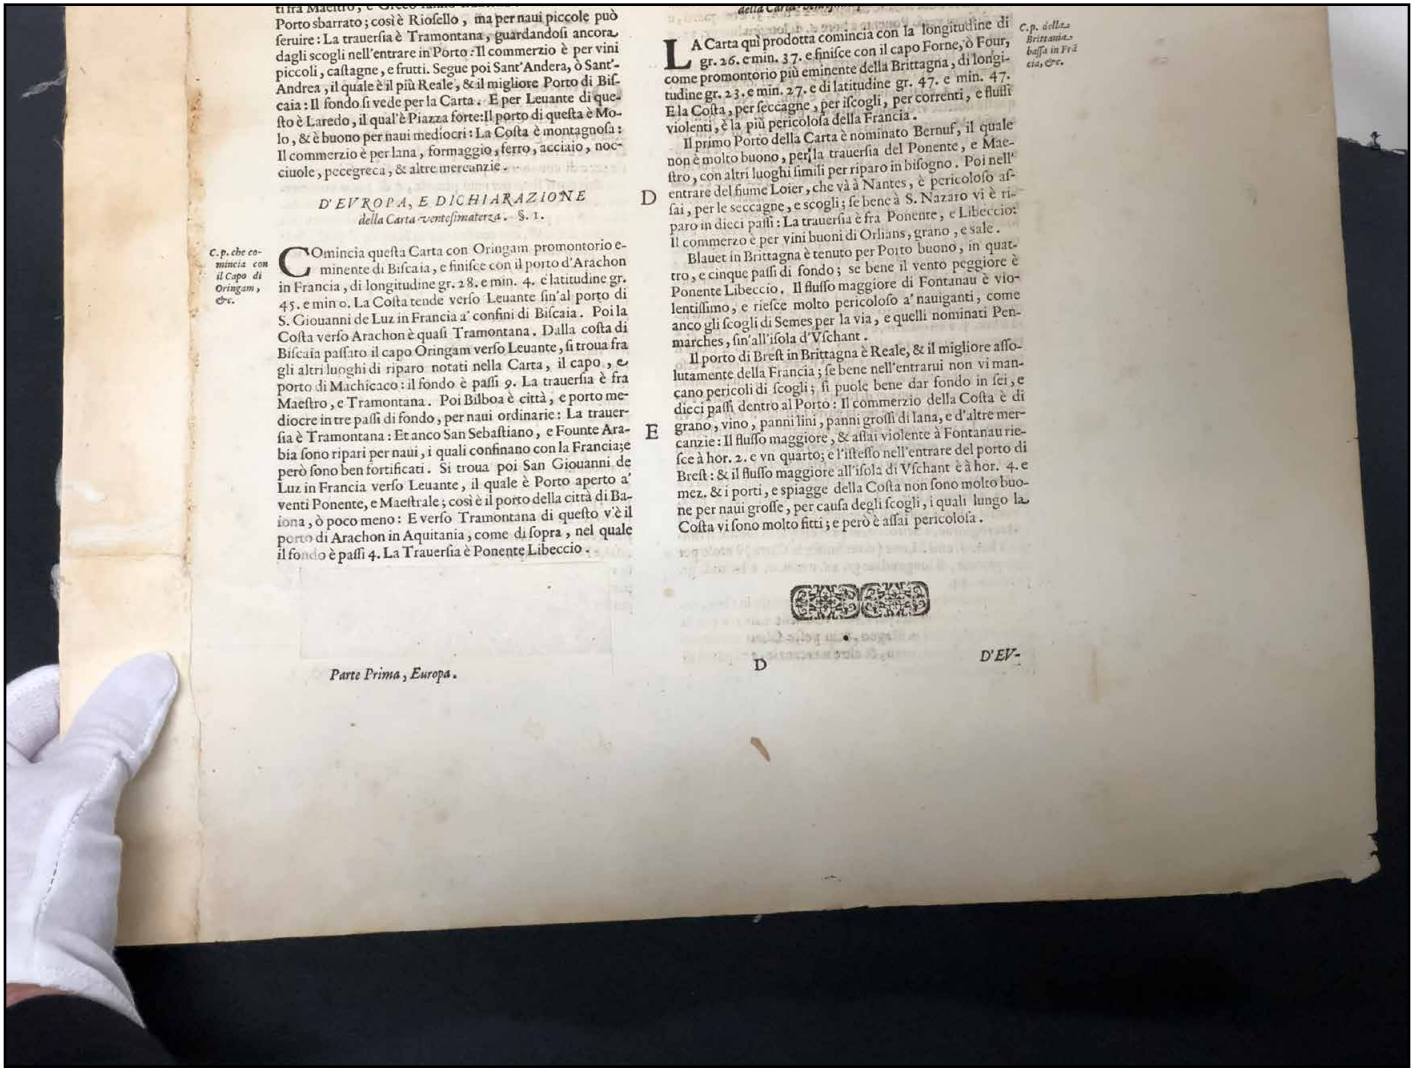 Porto sbarrato; così è Rioſello, ma per naui piccole può
ſeruire: La trauerſia è Tramontana, guardandoſi ancora
dagli scogli nell'entrare in Porto: Il commerzio è per vini
piccoli, caſtagne, e frutti. Segue poi Sant'Andera, ò Sant'-
Andrea, il quale è il più Reale, & il migliore Porto di Biſ-
caia: Il fondo ſi vede per la Carta. E per Leuante di que-
ſto è Laredo, il qual'è Piazza forte: Il porto di queſta è Mo-
lo, & è buono per naui mediocri: La Coſta è montagnoſa:
Il commerzio è per lana, formaggio, ferro, acciaio, noc-
ciuole, pecegreca, & altre mercanzie.
D'EVROPA, E DICHIARAZIONE
della Carta venteſimaterza. §. 1.
C. p. che co-
mincia con
il Capo di
Oringam,
&c.
COmincia queſta Carta con Oringam promontorio e-
minente di Biſcaia, e finiſce con il porto d'Arachon
in Francia, di longitudine gr. 28. e min. 4. e latitudine gr.
45. e min 0. La Coſta tende verſo Leuante ſin'al porto di
S. Giouanni de Luz in Francia a' confini di Biſcaia. Poi la
Coſta verſo Arachon è quaſi Tramontana. Dalla coſta di
Biſcaia paſſato il capo Oringam verſo Leuante, ſi troua fra
gli altri luoghi di riparo notati nella Carta, il capo, e
porto di Machicaco: il fondo è paſſi 9. La trauerſia è fra
Maeſtro, e Tramontana. Poi Bilboa è città, e porto me-
diocre in tre paſſi di fondo, per naui ordinarie: La trauer-
ſia è Tramontana: Et anco San Sebaſtiano, e Founte Ara-
bia ſono ripari per naui, i quali confinano con la Francia; e
però ſono ben fortificati. Si troua poi San Giouanni de
Luz in Francia verſo Leuante, il quale è Porto aperto a'
venti Ponente, e Maeſtrale; così è il porto della città di Ba-
iona, ò poco meno: E verſo Tramontana di queſto v'è il
porto di Arachon in Aquitania, come di ſopra, nel quale
il fondo è paſſi 4. La Trauerſia è Ponente Libeccio.
Parte Prima, Europa.
D
E
C. p. della
Brittania
baſſa in Frã
cia, &c.
LA Carta quì prodotta comincia con la longitudine di
gr. 26. e min. 37. e finiſce con il capo Forne, ò Four,
come promontorio più eminente della Brittagna, di longi-
tudine gr. 23. e min. 27. e di latitudine gr. 47. e min. 47.
E la Coſta, per ſeccagne, per iſcogli, per correnti, e fluſſi
violenti, è la più pericoloſa della Francia.
Il primo Porto della Carta è nominato Bernuf, il quale
non è molto buono, per la trauerſia del Ponente, e Mae-
ſtro, con altri luoghi ſimili per riparo in biſogno. Poi nell'
entrare del fiume Loier, che và à Nantes, è pericoloſo aſ-
ſai, per le seccagne, e scogli; ſe bene à S. Nazaro vi è ri-
paro in dieci paſſi: La trauerſia è fra Ponente, e Libeccio:
Il commerzo è per vini buoni di Orlians, grano, e sale.
Blauet in Brittagna è tenuto per Porto buono, in quat-
tro, e cinque paſſi di fondo; ſe bene il vento peggiore è
Ponente Libeccio. Il fluſſo maggiore di Fontanau è vio-
lentiſſimo, e rieſce molto pericoloſo a' nauiganti, come
anco gli ſcogli di Semes per la via, e quelli nominati Pen-
marches, ſin'all'iſola d'Vſchant.
Il porto di Breſt in Brittagna è Reale, & il migliore aſſo-
lutamente della Francia; ſe bene nell'entrarui non vi man-
cano pericoli di ſcogli; ſi puole bene dar fondo in ſei, e
dieci paſſi dentro al Porto: Il commerzio della Coſta è di
grano, vino, panni lini, panni groſſi di lana, e d'altre mer-
canzie: Il fluſſo maggiore, & aſſai violente à Fontanau rie-
ſce à hor. 2. e vn quarto; e l'iſteſſo nell'entrare del porto di
Breſt: & il fluſſo maggiore all'iſola di Vſchant è à hor. 4. e
mez. & i porti, e spiagge della Coſta non ſono molto buo-
ne per naui groſſe, per cauſa degli ſcogli, i quali lungo la
Coſta vi ſono molto fitti; e però è aſſai pericoloſa.
D
D'EV-